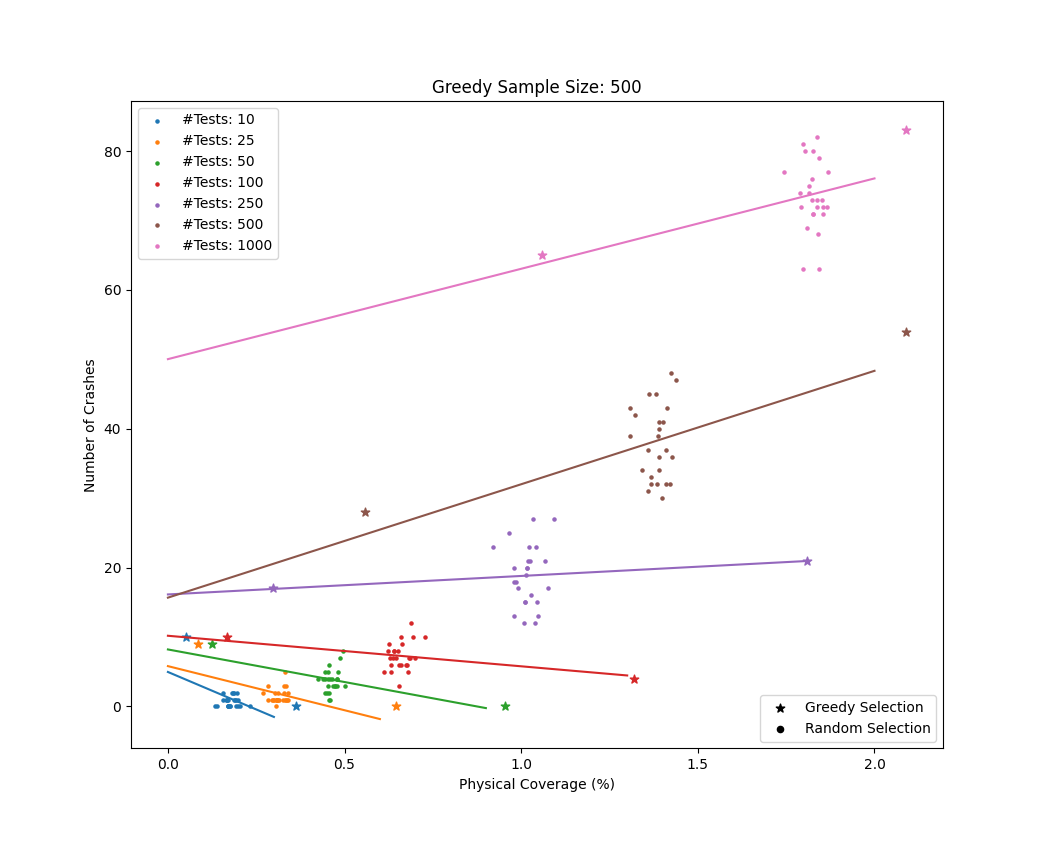 Greedy Sample Size: 500
#Tests: 10
#Tests: 25
#Tests: 50
#Tests: 100
#Tests: 250
#Tests: 500
#Tests: 1000
80
60
40
20
0
Number of Crashes
Greedy Selection
Random Selection
0.0 0.5 1.0 1.5 2.0
Physical Coverage (%)